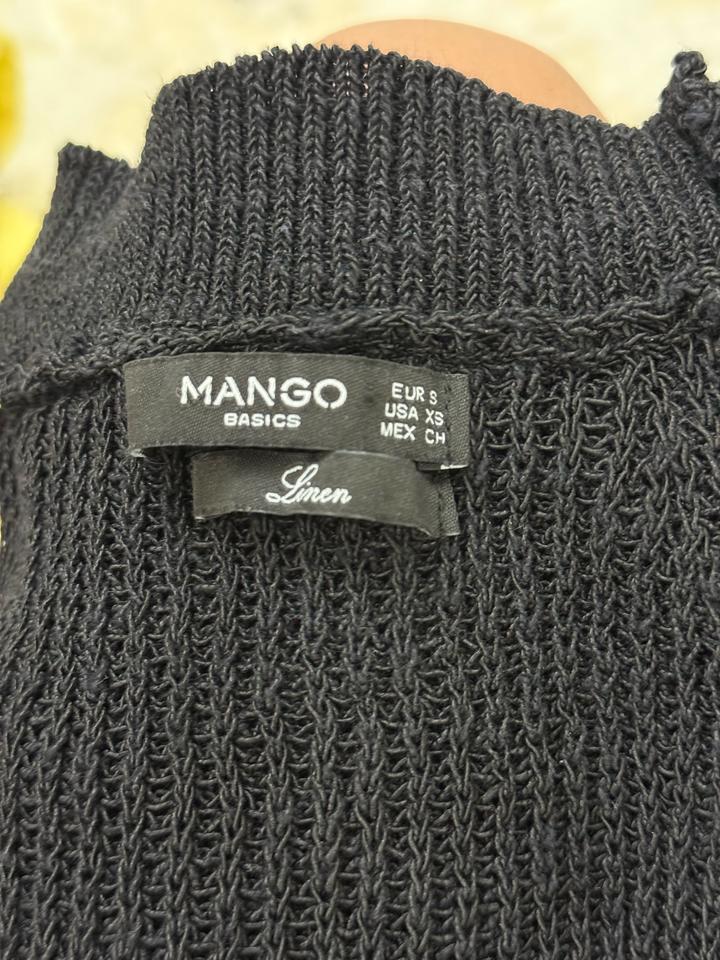 MANGO
BASICS
EUR S
USA XS
MEX CH
Linen